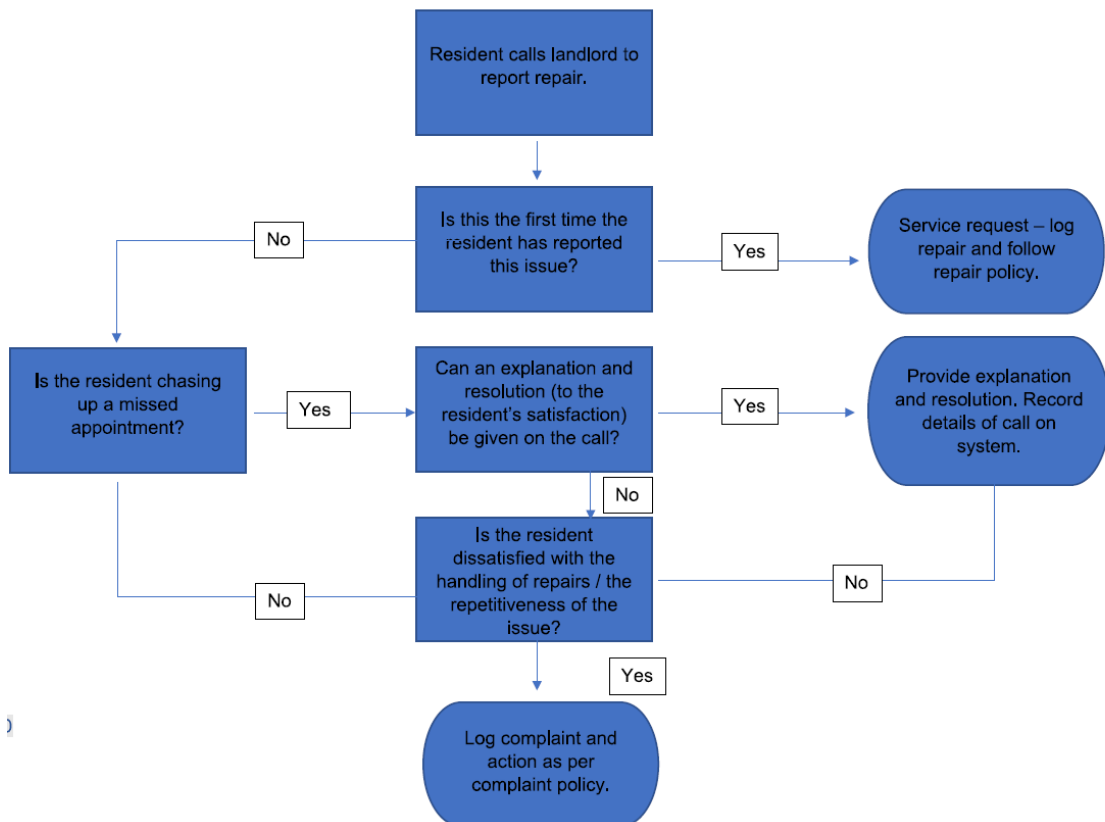 Resident calls landlord to
report repair.
Is this the first time the
resident has reported
this issue?
No
Yes
Service request – log
repair and follow
repair policy.
Is the resident chasing
up a missed
appointment?
Yes
Can an explanation and
resolution (to the
resident's satisfaction)
be given on the call?
Yes
Provide explanation
and resolution. Record
details of call on
system.
No
Is the resident
dissatisfied with the
handling of repairs / the
repetitiveness of the
issue?
No
No
Yes
Log complaint and
action as per
complaint policy.